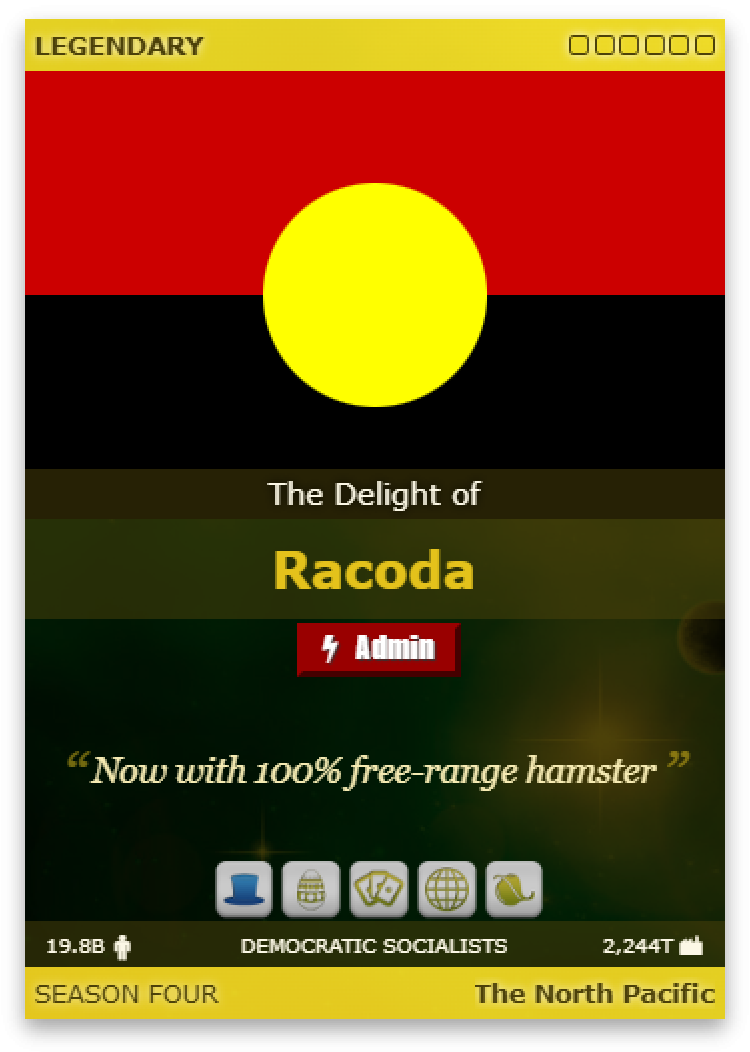 LEGENDARY
The Delight of
Racoda
Admin
“Now with 100% free-range hamster ”
19.8B DEMOCRATIC SOCIALISTS 2,244T
SEASON FOUR The North Pacific